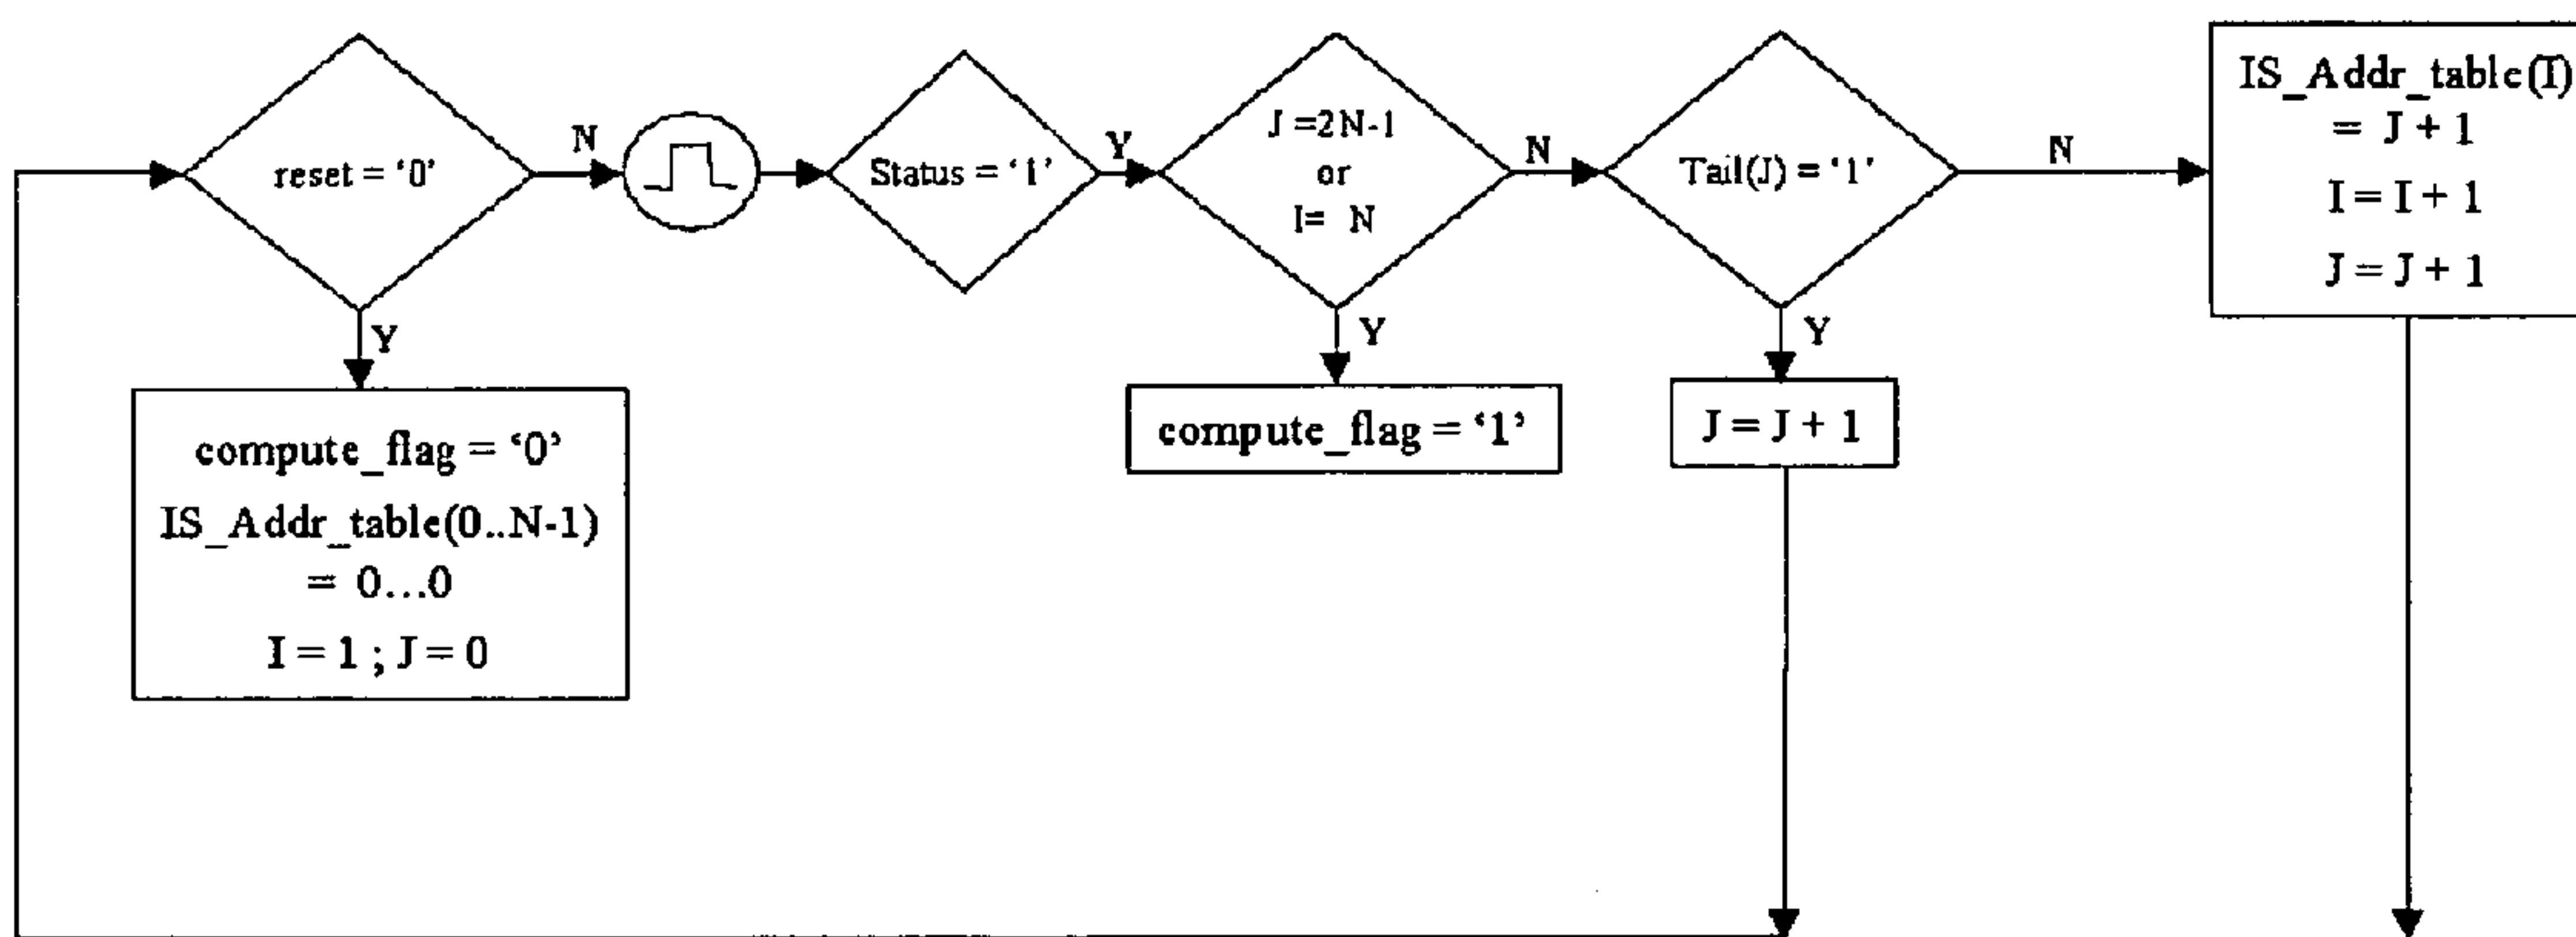 reset = ‘0’
N
Status = ‘1’
Y
J =2N-1
or
I= N
N
Tail(J) = ‘1’
N
IS_Addr_table(I)
= J + 1
I = I + 1
J = J + 1
Y
compute_flag = ‘0’
IS_Addr_table(0..N-1)
= 0...0
I = 1 ; J = 0
Y
compute_flag = ‘1’
Y
J = J + 1